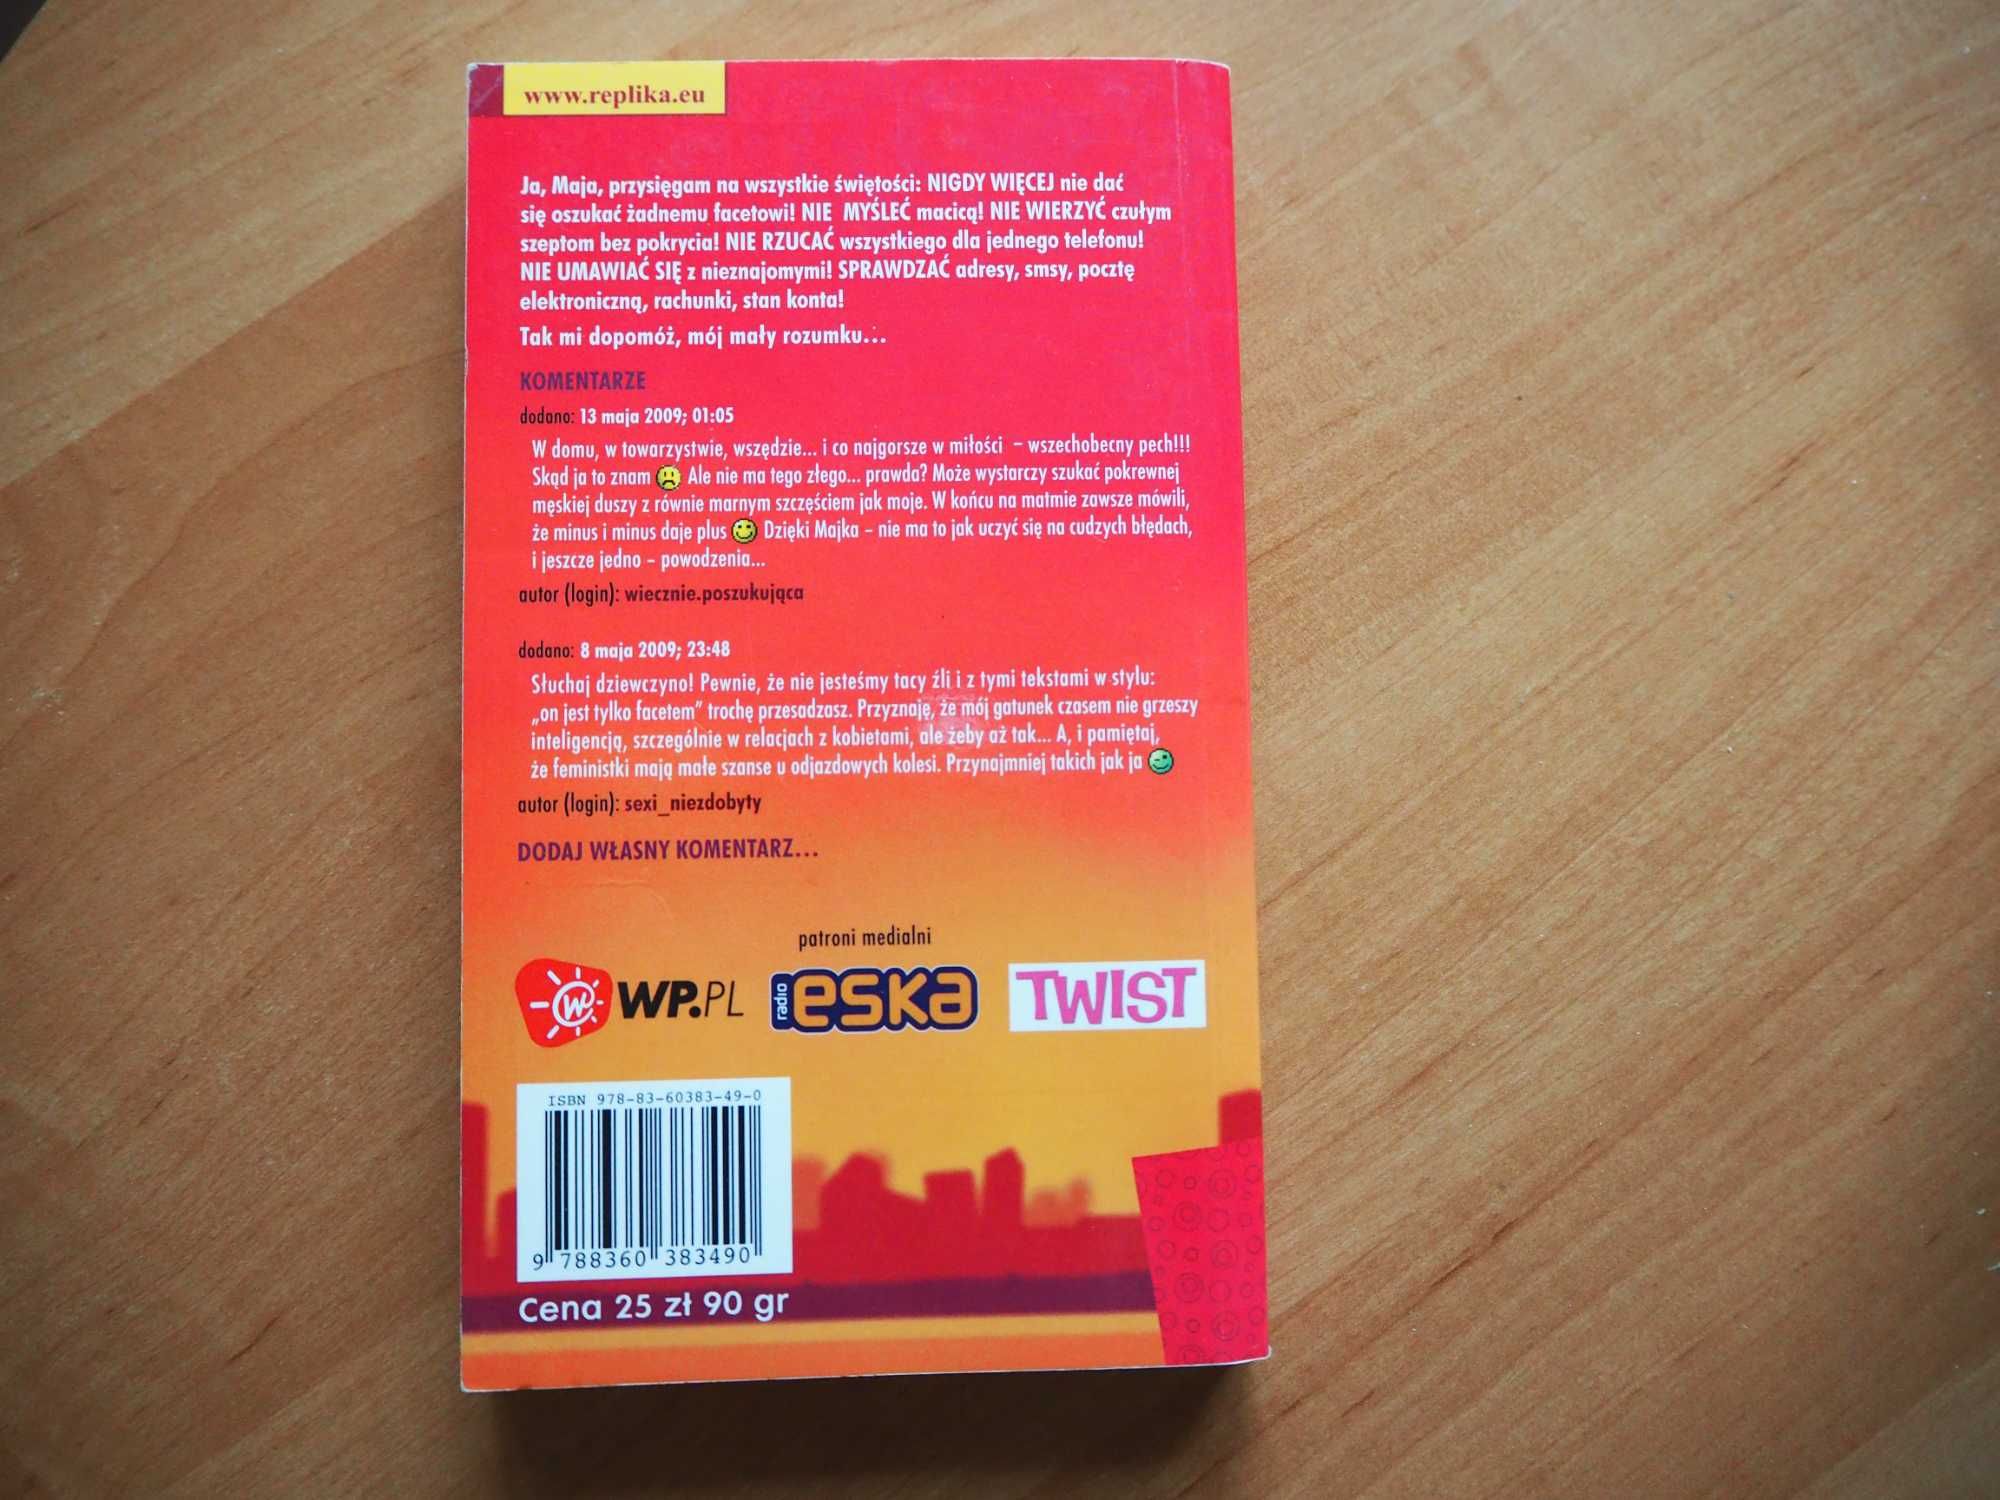 www.replika.eu
Ja, Maja, przysięgam na wszystkie świętości: NIGDY WIĘCEJ nie dać
się oszukać żadnemu facetowi! NIE MYŚLEĆ macicą! NIE WIERZYĆ czułym
szeptom bez pokrycia! NIE RZUCAĆ wszystkiego dla jednego telefonu!
NIE UMAWIAĆ SIĘ z nieznajomymi! SPRAWDZAĆ adresy, smsy, pocztę
elektroniczną, rachunki, stan konta!
Tak mi dopomóż, mój mały rozumku...
KOMENTARZE
dodano: 13 maja 2009; 01:05
W domu, w towarzystwie, wszędzie... i co najgorsze w miłości – wszechobecny pech!!!
Skąd ja to znam Ale nie ma tego złego... prawda? Może wystarczy szukać pokrewnej
męskiej duszy z równie marnym szczęściem jak moje. W końcu na matmie zawsze mówili,
że minus i minus daje plus Dzięki Majka – nie ma to jak uczyć się na cudzych błędach,
i jeszcze jedno – powodzenia...
autor (login): wiecznie.poszukująca
dodano: 8 maja 2009; 23:48
Słuchaj dziewczyno! Pewnie, że nie jesteśmy tacy źli i z tymi tekstami w stylu:
„on jest tylko facetem” trochę przesadzasz. Przyznaję, że mój gatunek czasem nie grzeszy
inteligencją, szczególnie w relacjach z kobietami, ale żeby aż tak... A, i pamiętaj,
że feministki mają małe szanse u odjazdowych kolesi. Przynajmniej takich jak ja
autor (login): sexi_niezdobyty
DODAJ WŁASNY KOMENTARZ...
patroni medialni
W WP.PL radio eska TWIST
ISBN 978-83-60383-49-0
9 788360 383490
Cena 25 zł 90 gr